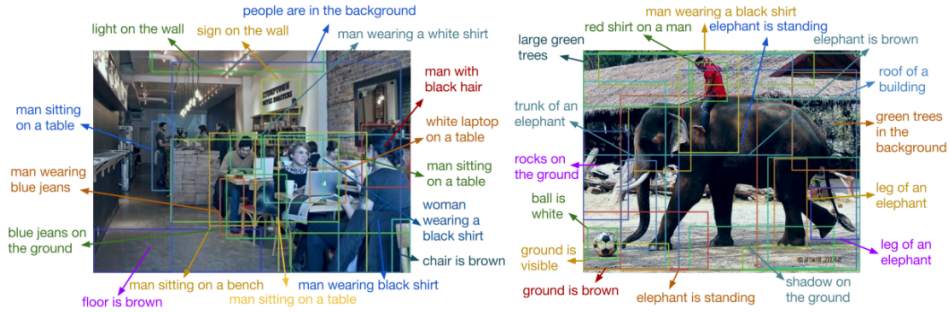 people are in the background
light on the wall
sign on the wall
man wearing a white shirt
man with
black hair
man sitting
on a table
white laptop
on a table
man wearing
blue jeans
man sitting
on a table
woman
wearing a
black shirt
blue jeans on
the ground
chair is brown
man sitting on a bench
man wearing black shirt
floor is brown
man sitting on a table
man wearing a black shirt
red shirt on a man
elephant is standing
large green
trees
elephant is brown
roof of a
building
trunk of an
elephant
green trees
in the
background
rocks on
the ground
leg of an
elephant
ball is
white
ground is
visible
leg of an
elephant
ground is brown
elephant is standing
shadow on
the ground